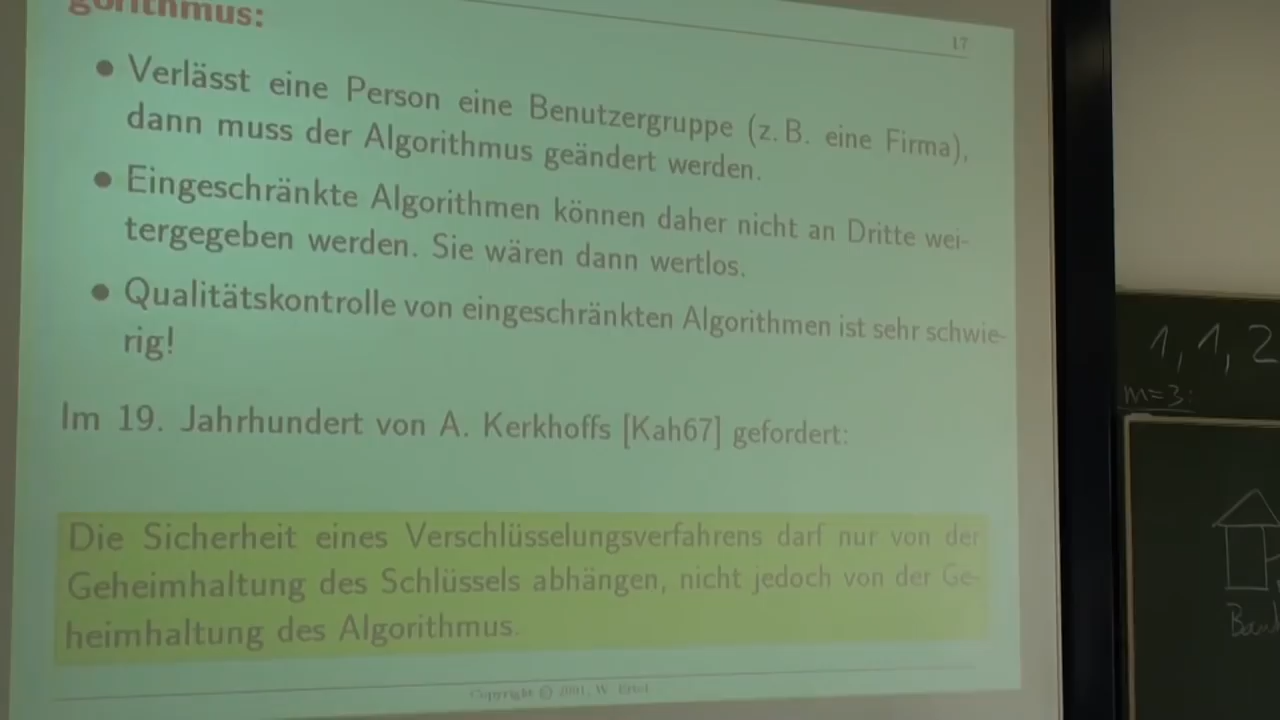 gorithmus:
17
• Verlässt eine Person eine Benutzergruppe (z. B. eine Firma),
dann muss der Algorithmus geändert werden.
• Eingeschränkte Algorithmen können daher nicht an Dritte wei-
tergegeben werden. Sie wären dann wertlos.
• Qualitätskontrolle von eingeschränkten Algorithmen ist sehr schwie-
rig!
Im 19. Jahrhundert von A. Kerkhoffs [Kah67] gefordert:
Die Sicherheit eines Verschlüsselungsverfahrens darf nur von der
Geheimhaltung des Schlüssels abhängen, nicht jedoch von der Ge-
heimhaltung des Algorithmus.
Copyright © 2001, W. Ertel
1, 1, 2
m=3: